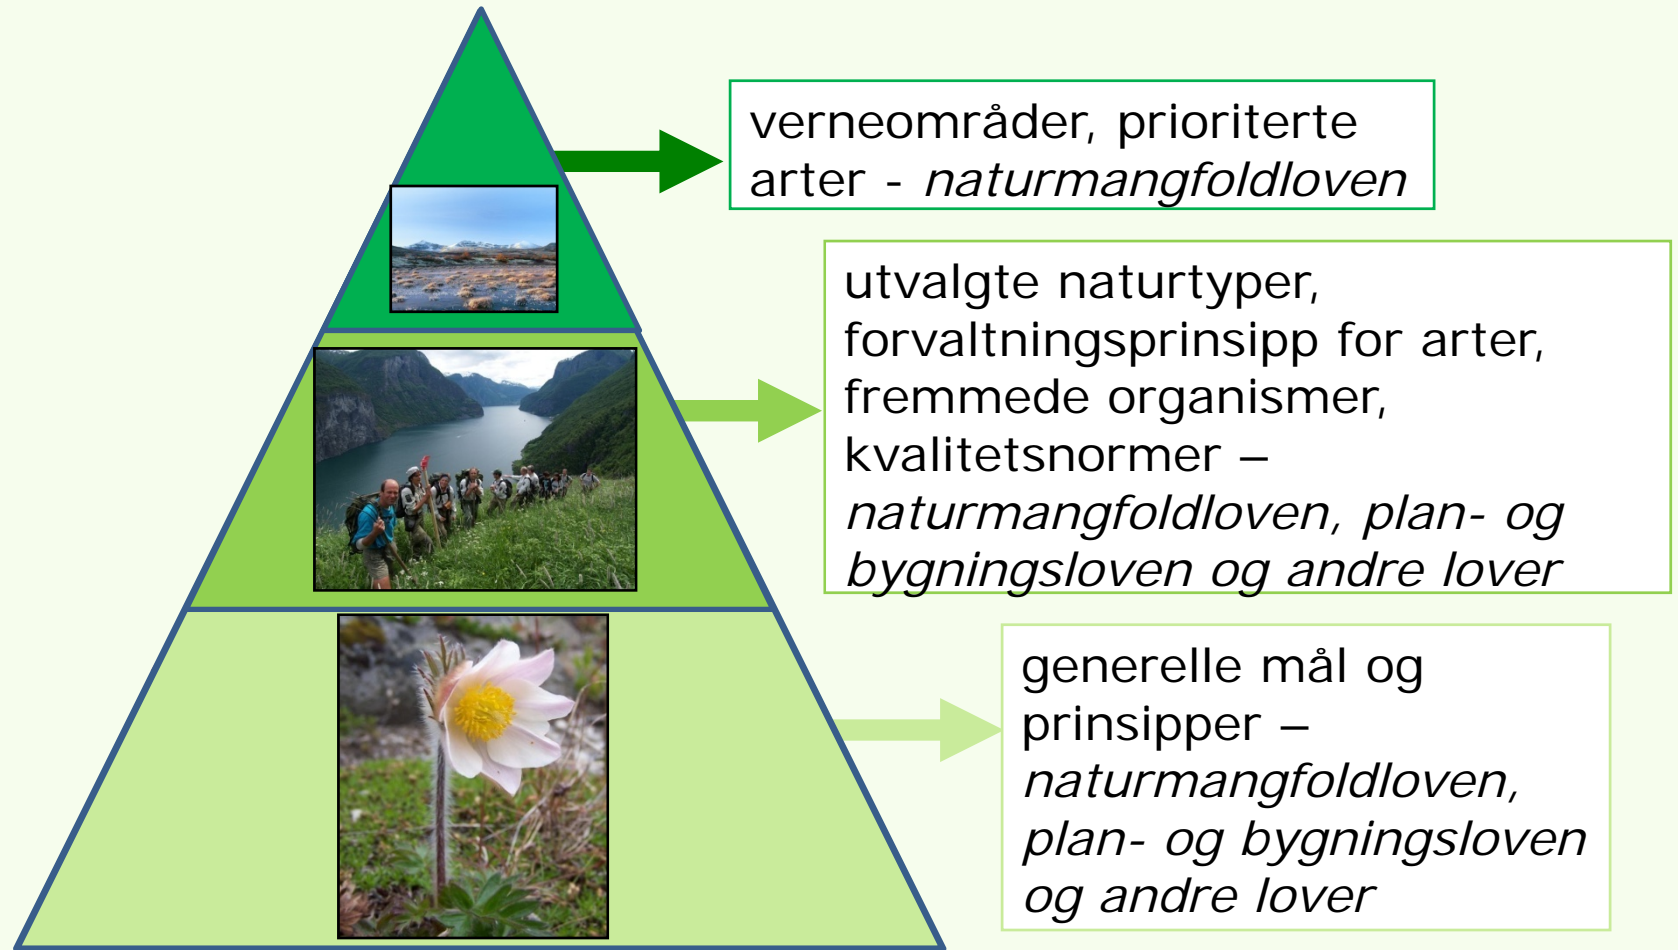 verneområder, prioriterte
arter - naturmangfoldloven
utvalgte naturtyper,
forvaltningsprinsipp for arter,
fremmede organismer,
kvalitetsnormer –
naturmangfoldloven, plan- og
bygningsloven og andre lover
generelle mål og
prinsipper –
naturmangfoldloven,
plan- og bygningsloven
og andre lover